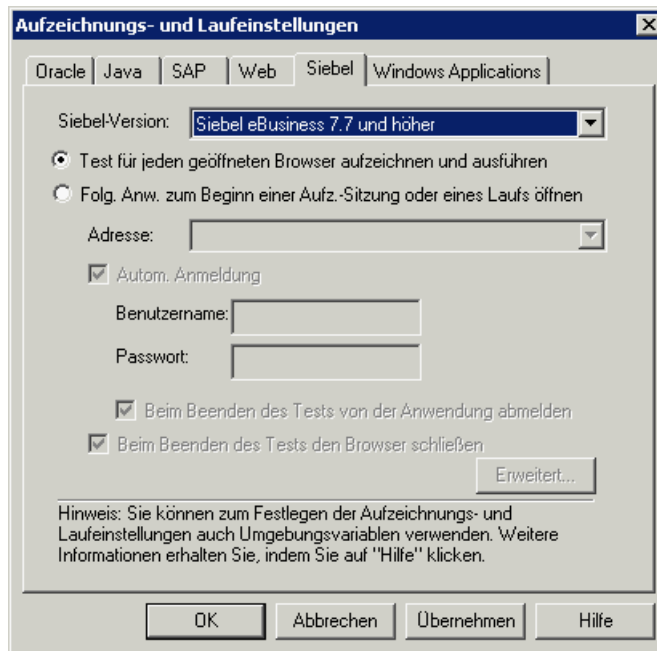 Aufzeichnungs- und Laufeinstellungen
Oracle Java SAP Web Siebel Windows Applications
Siebel-Version: Siebel eBusiness 7.7 und höher
Test für jeden geöffneten Browser aufzeichnen und ausführen
Folg. Anw. zum Beginn einer Aufz.-Sitzung oder eines Laufs öffnen
Adresse:
Autom. Anmeldung
Benutzername:
Passwort:
Beim Beenden des Tests von der Anwendung abmelden
Beim Beenden des Tests den Browser schließen
Erweitert...
Hinweis: Sie können zum Festlegen der Aufzeichnungs- und
Laufeinstellungen auch Umgebungsvariablen verwenden. Weitere
Informationen erhalten Sie, indem Sie auf "Hilfe" klicken.
OK Abbrechen Übernehmen Hilfe